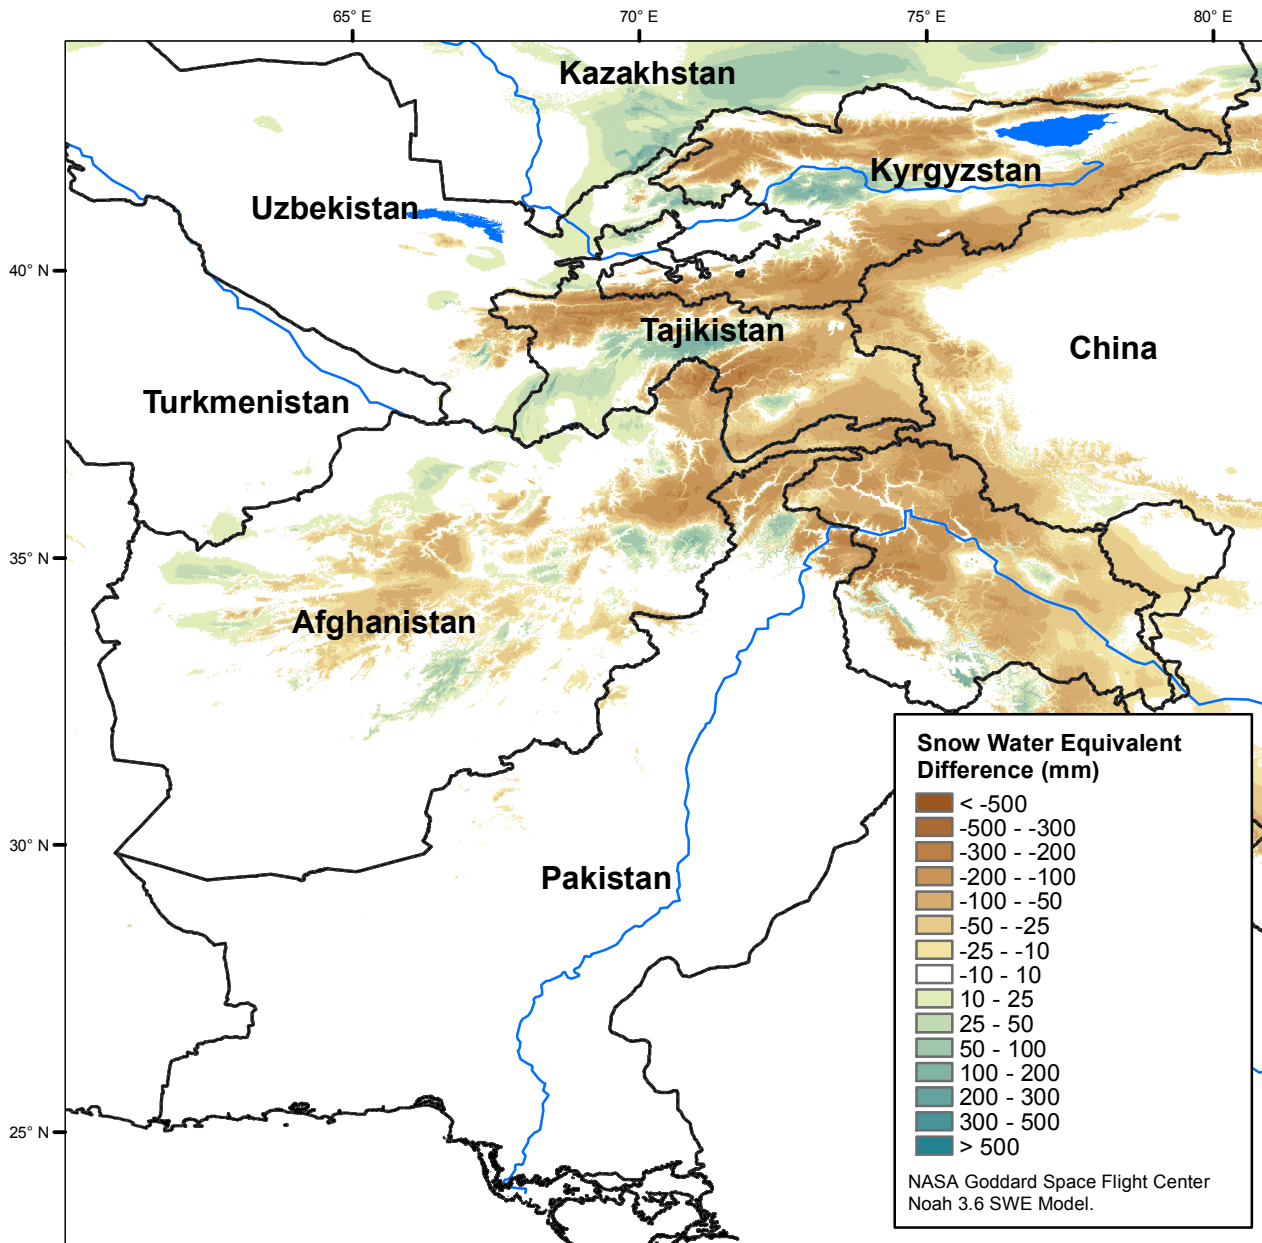 65° E
70° E
75° E
80° E
Kazakhstan
Kyrgyzstan
Uzbekistan
40° N
Tajikistan
China
Turkmenistan
35° N
Afghanistan
30° N
Pakistan
25° N
Snow Water Equivalent
Difference (mm)
< -500
-500 - -300
-300 - -200
-200 - -100
-100 - -50
-50 - -25
-25 - -10
-10 - 10
10 - 25
25 - 50
50 - 100
100 - 200
200 - 300
300 - 500
> 500
NASA Goddard Space Flight Center
Noah 3.6 SWE Model.